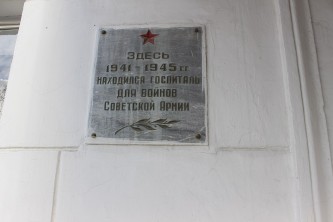 ЗДЕСЬ
1941-1945 гг
НАХОДИЛСЯ ГОСПИТАЛЬ
ДЛЯ ВОИНОВ
СОВЕТСКОЙ АРМИИ